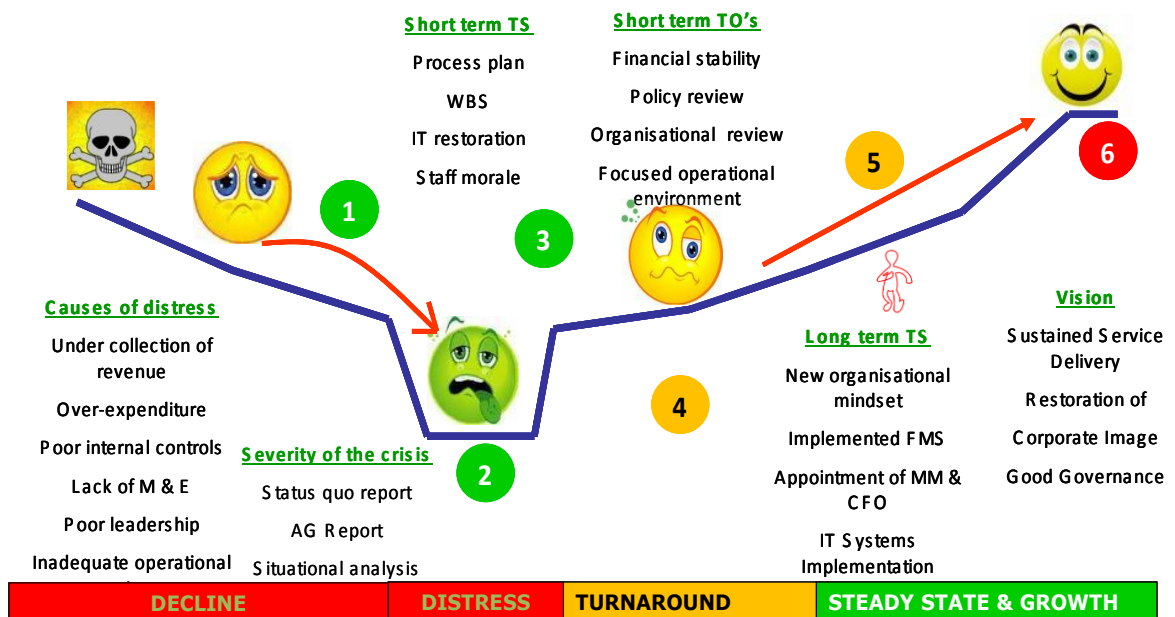 Short term TS
Process plan
WBS
IT restoration
Staff morale
Short term TO's
Financial stability
Policy review
Organisational review
Focused operational
environment
1
2
3
4
5
6
Causes of distress
Under collection of
revenue
Over-expenditure
Poor internal controls
Lack of M & E
Poor leadership
Inadequate operational
Severity of the crisis
Status quo report
AG Report
Situational analysis
Long term TS
New organisational
mindset
Implemented FMS
Appointment of MM &
CFO
IT Systems
Implementation
Vision
Sustained Service
Delivery
Restoration of
Corporate Image
Good Governance
DECLINE
DISTRESS
TURNAROUND
STEADY STATE & GROWTH